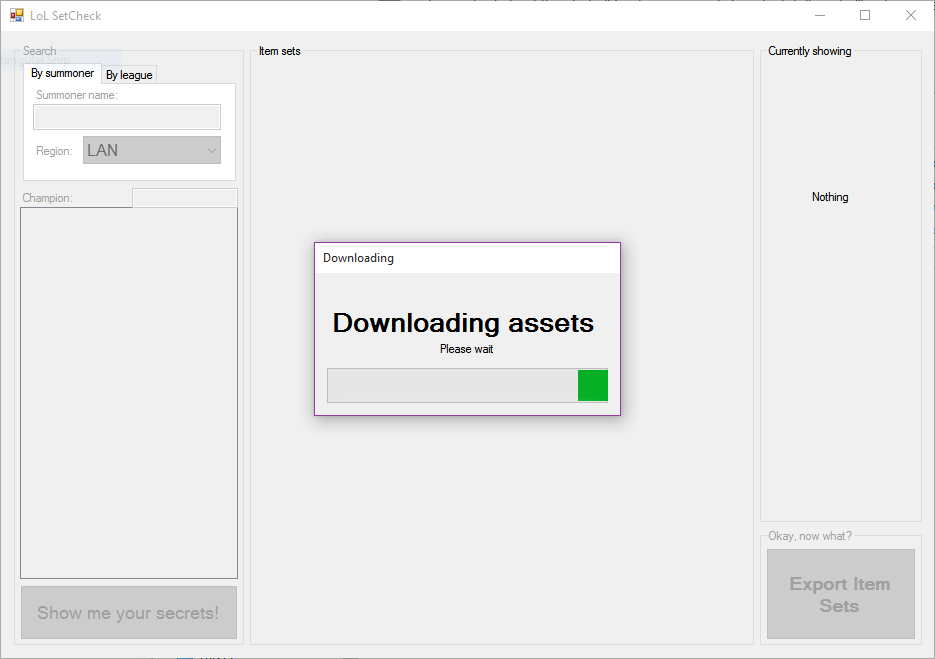 LoL SetCheck
Search
By summoner
By league
Summoner name:
Region:
LAN
Champion:
Show me your secrets!
Item sets
Downloading
Downloading assets
Please wait
Currently showing
Nothing
Okay, now what?
Export Item
Sets